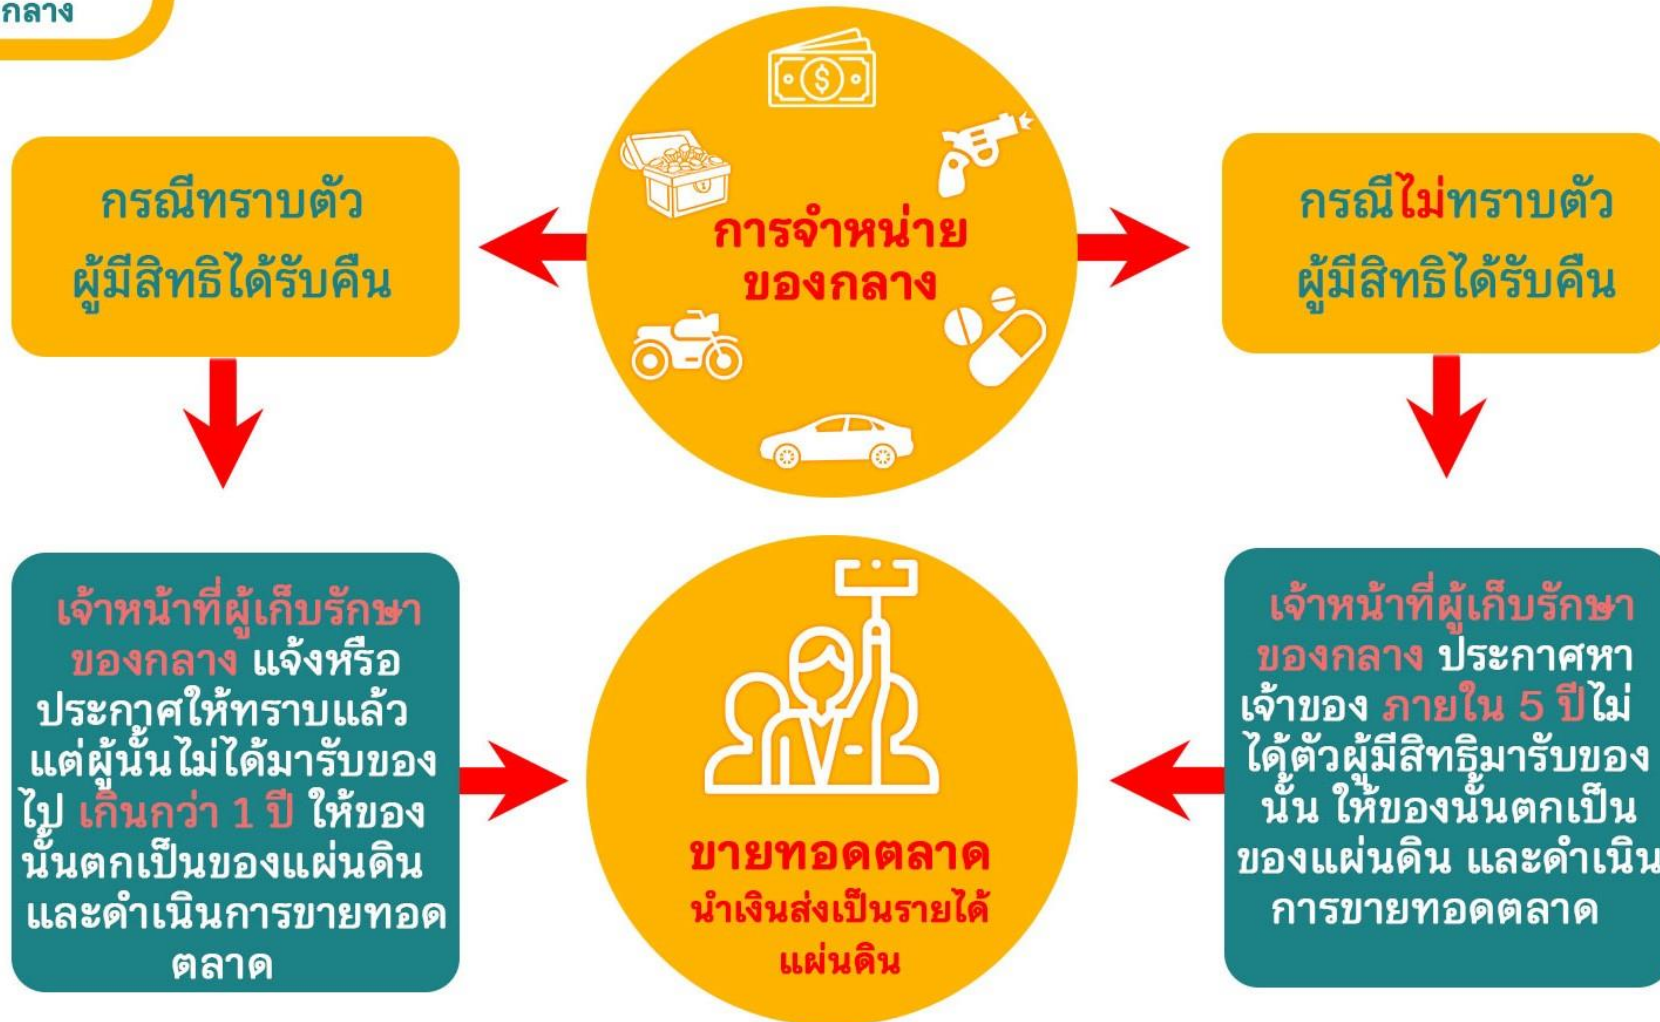 กลาง
การจำหน่าย
ของกลาง
กรณีทราบตัว
ผู้มีสิทธิได้รับคืน
กรณีไม่ทราบตัว
ผู้มีสิทธิได้รับคืน
เจ้าหน้าที่ผู้เก็บรักษา
ของกลาง แจ้งหรือ
ประกาศให้ทราบแล้ว
แต่ผู้นั้นไม่ได้มารับของ
ไป เกินกว่า 1 ปี ให้ของ
นั้นตกเป็นของแผ่นดิน
และดำเนินการขายทอด
ตลาด
ขายทอดตลาด
นำเงินส่งเป็นรายได้
แผ่นดิน
เจ้าหน้าที่ผู้เก็บรักษา
ของกลาง ประกาศหา
เจ้าของ ภายใน 5 ปีไม่
ได้ตัวผู้มีสิทธิมารับของ
นั้น ให้ของนั้นตกเป็น
ของแผ่นดิน และดำเนิน
การขายทอดตลาด